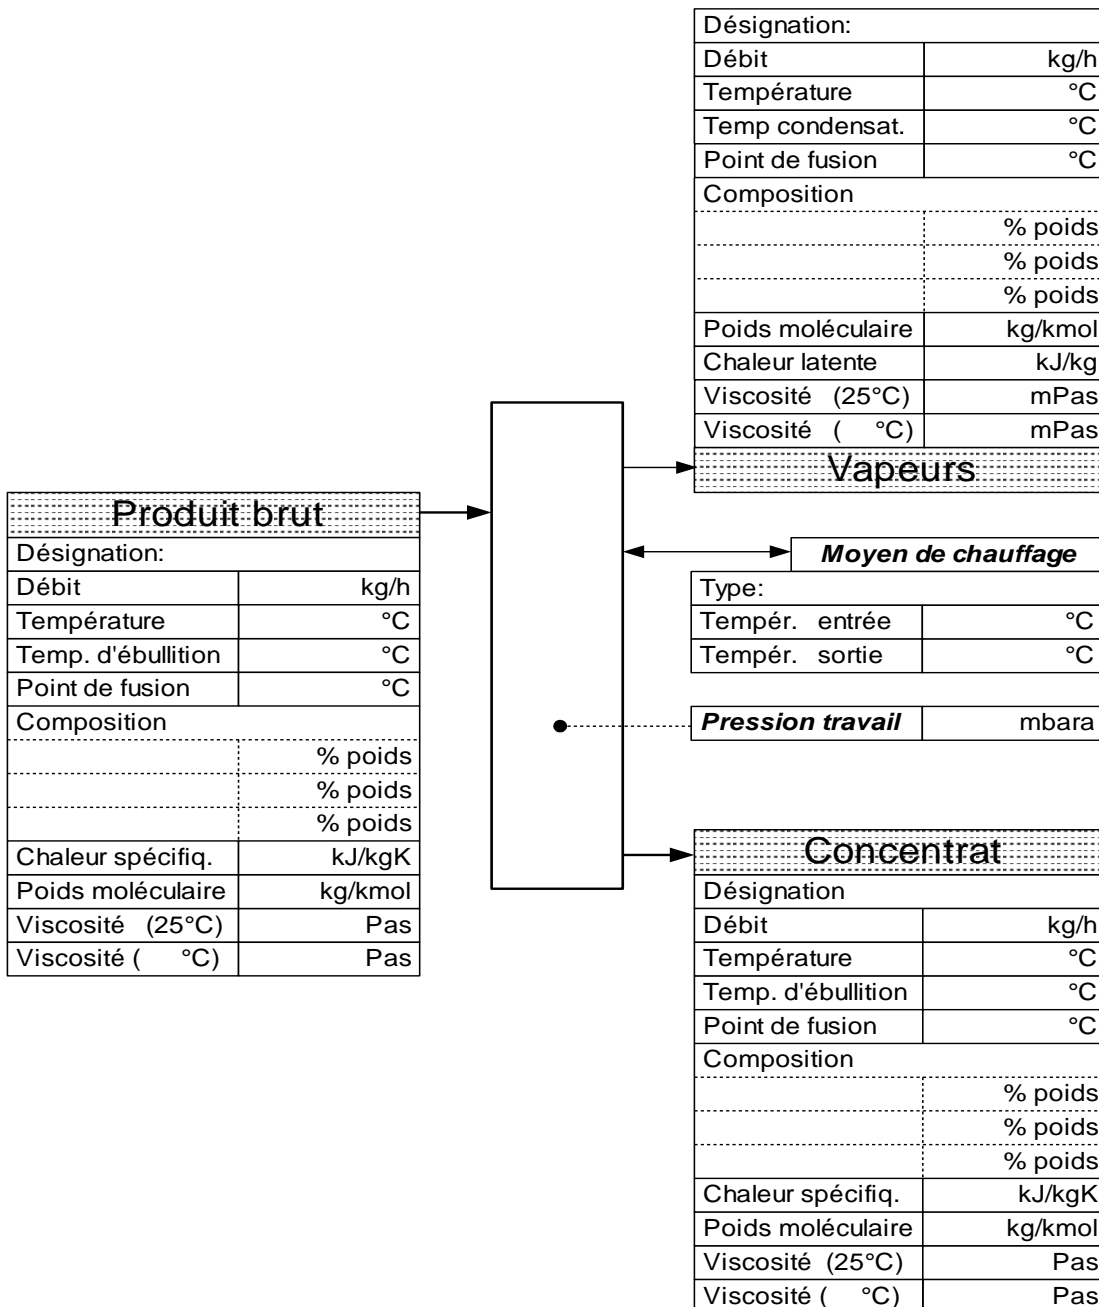 Désignation:
Débit kg/h
Température °C
Temp condensat. °C
Point de fusion °C
Composition
% poids
% poids
% poids
Poids moléculaire kg/kmol
Chaleur latente kJ/kg
Viscosité (25°C) mPas
Viscosité ( °C) mPas
Vapeurs
Produit brut
Désignation:
Débit kg/h
Température °C
Temp. d'ébullition °C
Point de fusion °C
Composition
% poids
% poids
% poids
Chaleur spécifiq. kJ/kgK
Poids moléculaire kg/kmol
Viscosité (25°C) Pas
Viscosité ( °C) Pas
Moyen de chauffage
Type:
Tempér. entrée °C
Tempér. sortie °C
Pression travail mbara
Concentrat
Désignation
Débit kg/h
Température °C
Temp. d'ébullition °C
Point de fusion °C
Composition
% poids
% poids
% poids
Chaleur spécifiq. kJ/kgK
Poids moléculaire kg/kmol
Viscosité (25°C) Pas
Viscosité ( °C) Pas